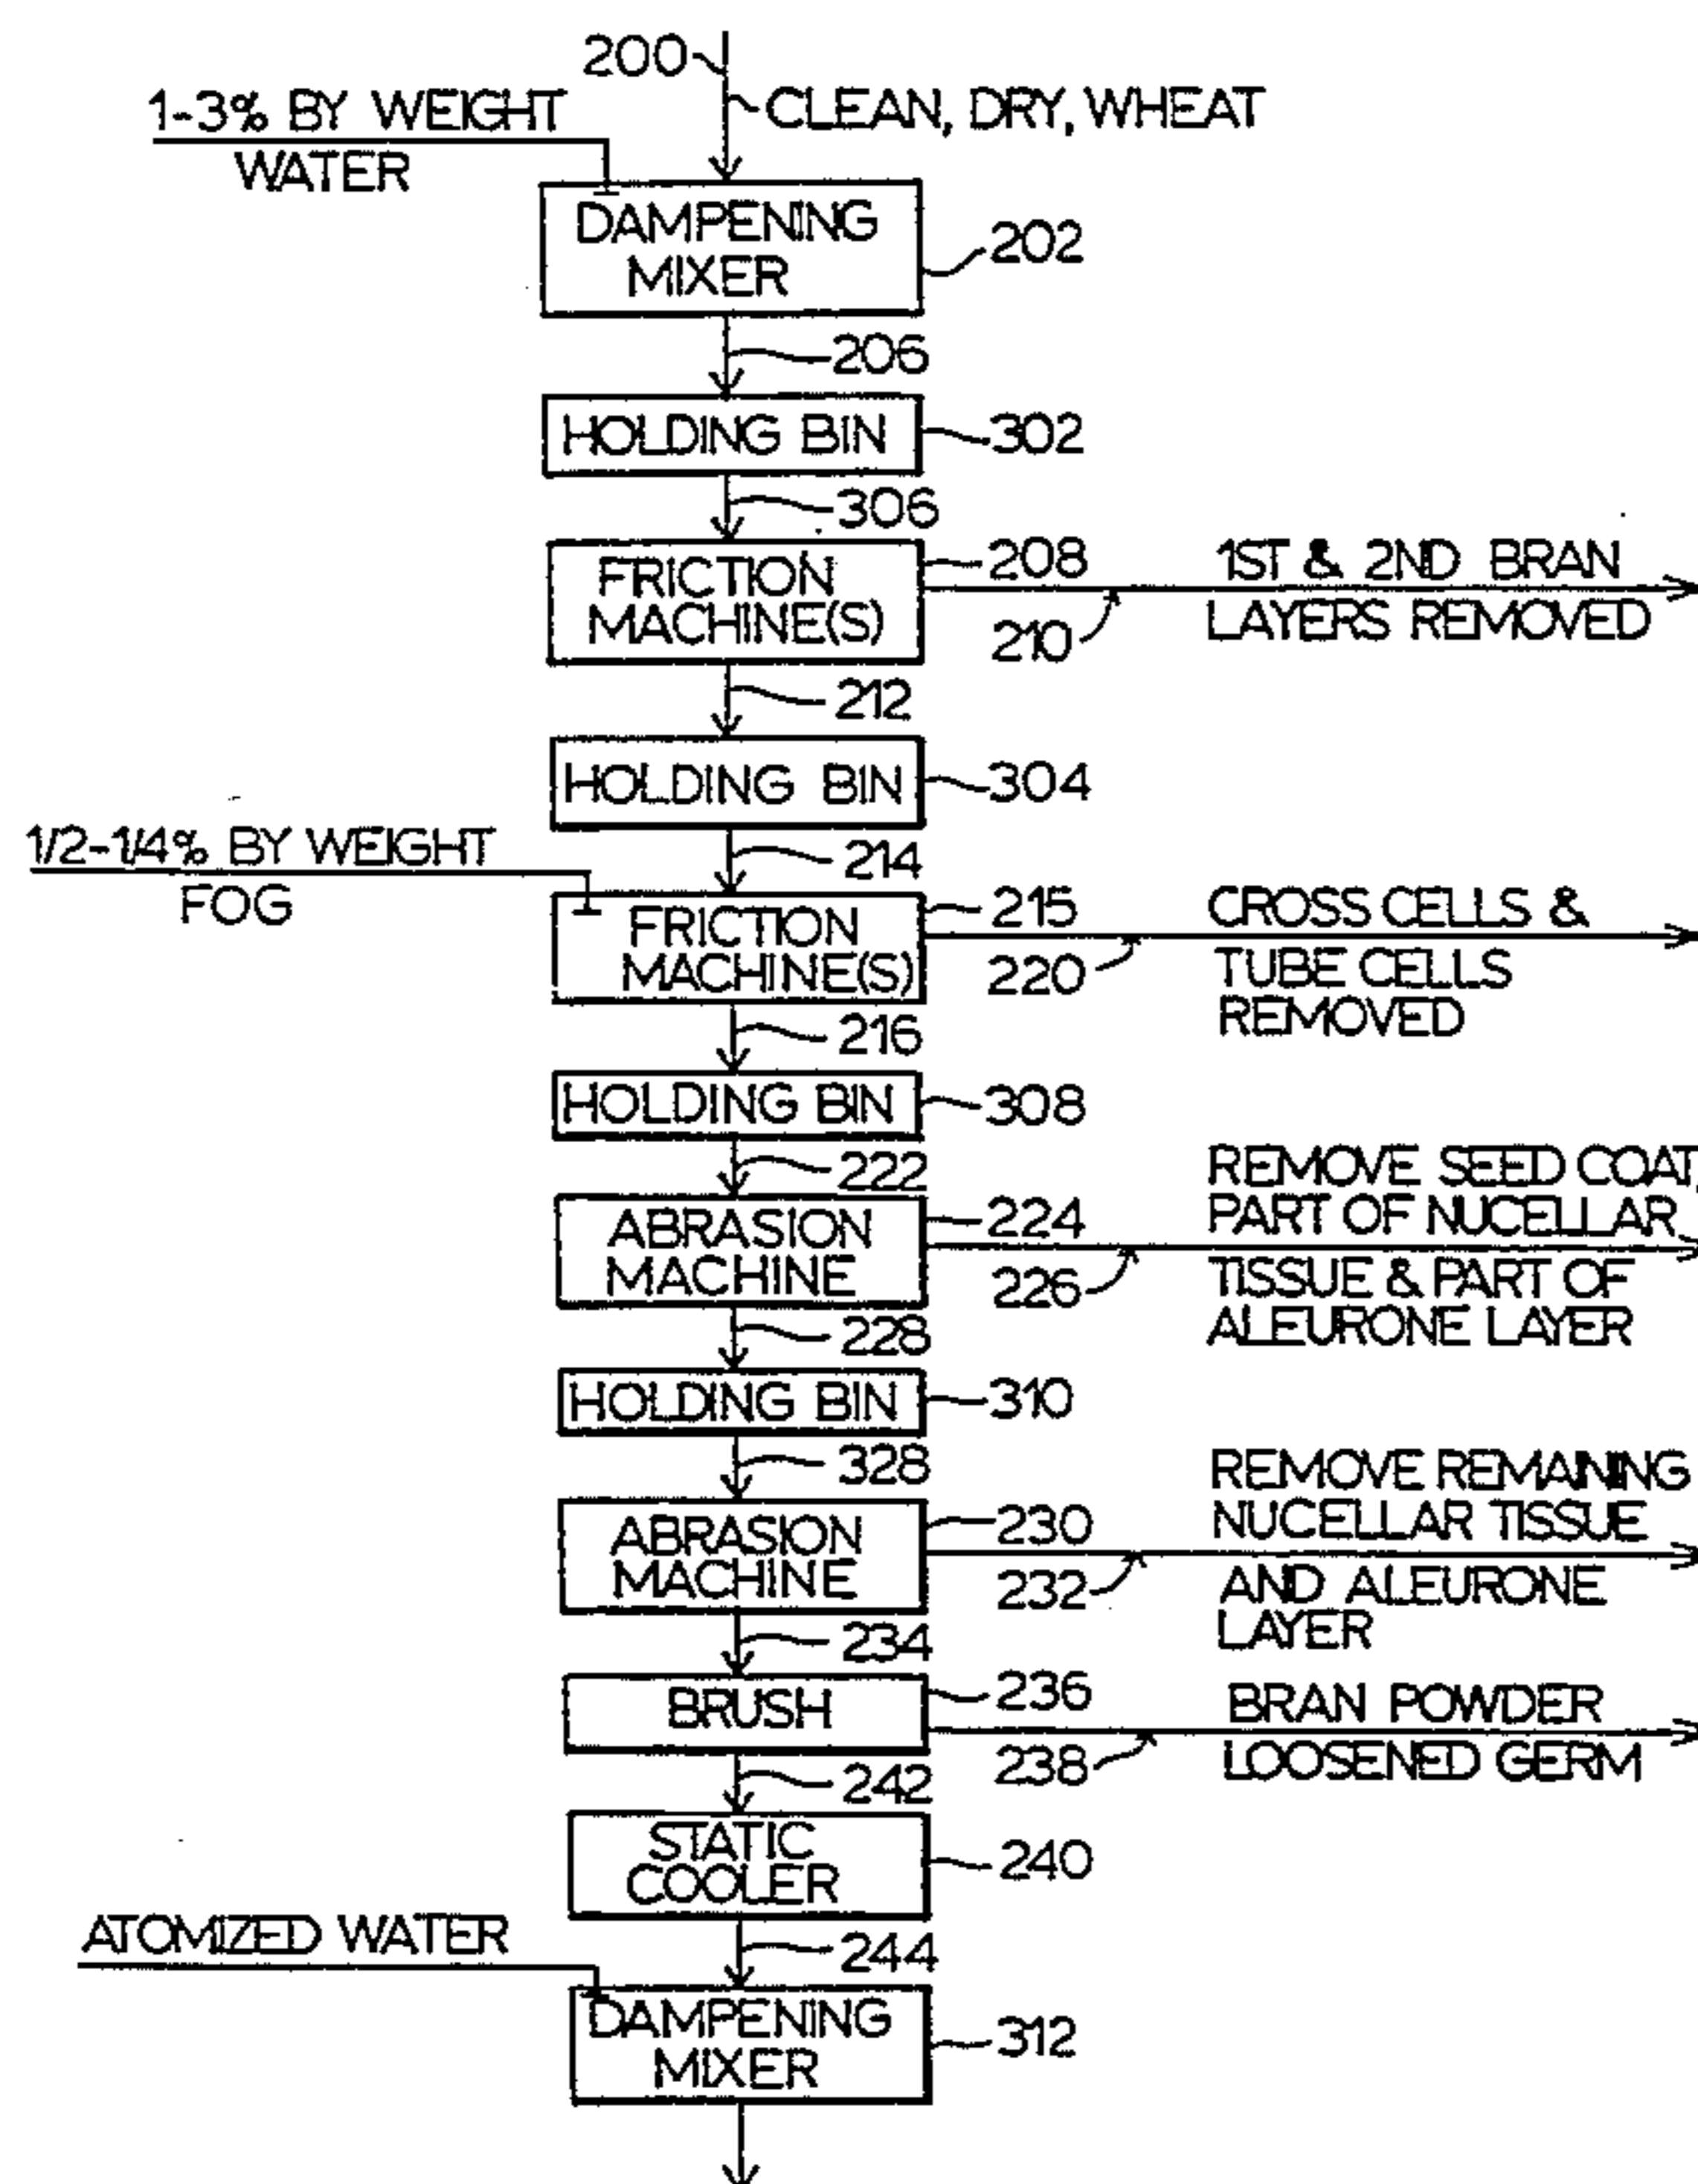 200
CLEAN, DRY, WHEAT
1-3% BY WEIGHT
WATER
DAMPENING
MIXER
202
206
HOLDING BIN
302
306
FRICTION
MACHINE(S)
208
210
1ST & 2ND BRAN
LAYERS REMOVED
212
HOLDING BIN
304
1/2-1/4% BY WEIGHT
FOG
214
FRICTION
MACHINE(S)
215
220
CROSS CELLS &
TUBE CELLS
REMOVED
216
HOLDING BIN
308
222
ABRASION
MACHINE
224
226
REMOVE SEED COAT,
PART OF NUCELLAR
TISSUE & PART OF
ALEURONE LAYER
228
HOLDING BIN
310
328
ABRASION
MACHINE
230
232
REMOVE REMAINING
NUCELLAR TISSUE
AND ALEURONE
LAYER
234
BRUSH
236
238
BRAN POWDER
LOOSENED GERM
242
STATIC
COOLER
240
ATOMIZED WATER
244
DAMPENING
MIXER
312